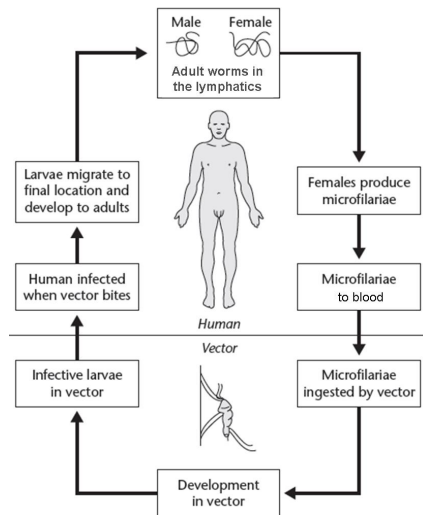 Male
Female
Adult worms in
the lymphatics
Females produce
microfilariae
Microfilariae
to blood
Microfilariae
ingested by vector
Development
in vector
Infective larvae
in vector
Human infected
when vector bites
Larvae migrate to
final location and
develop to adults
Human
Vector